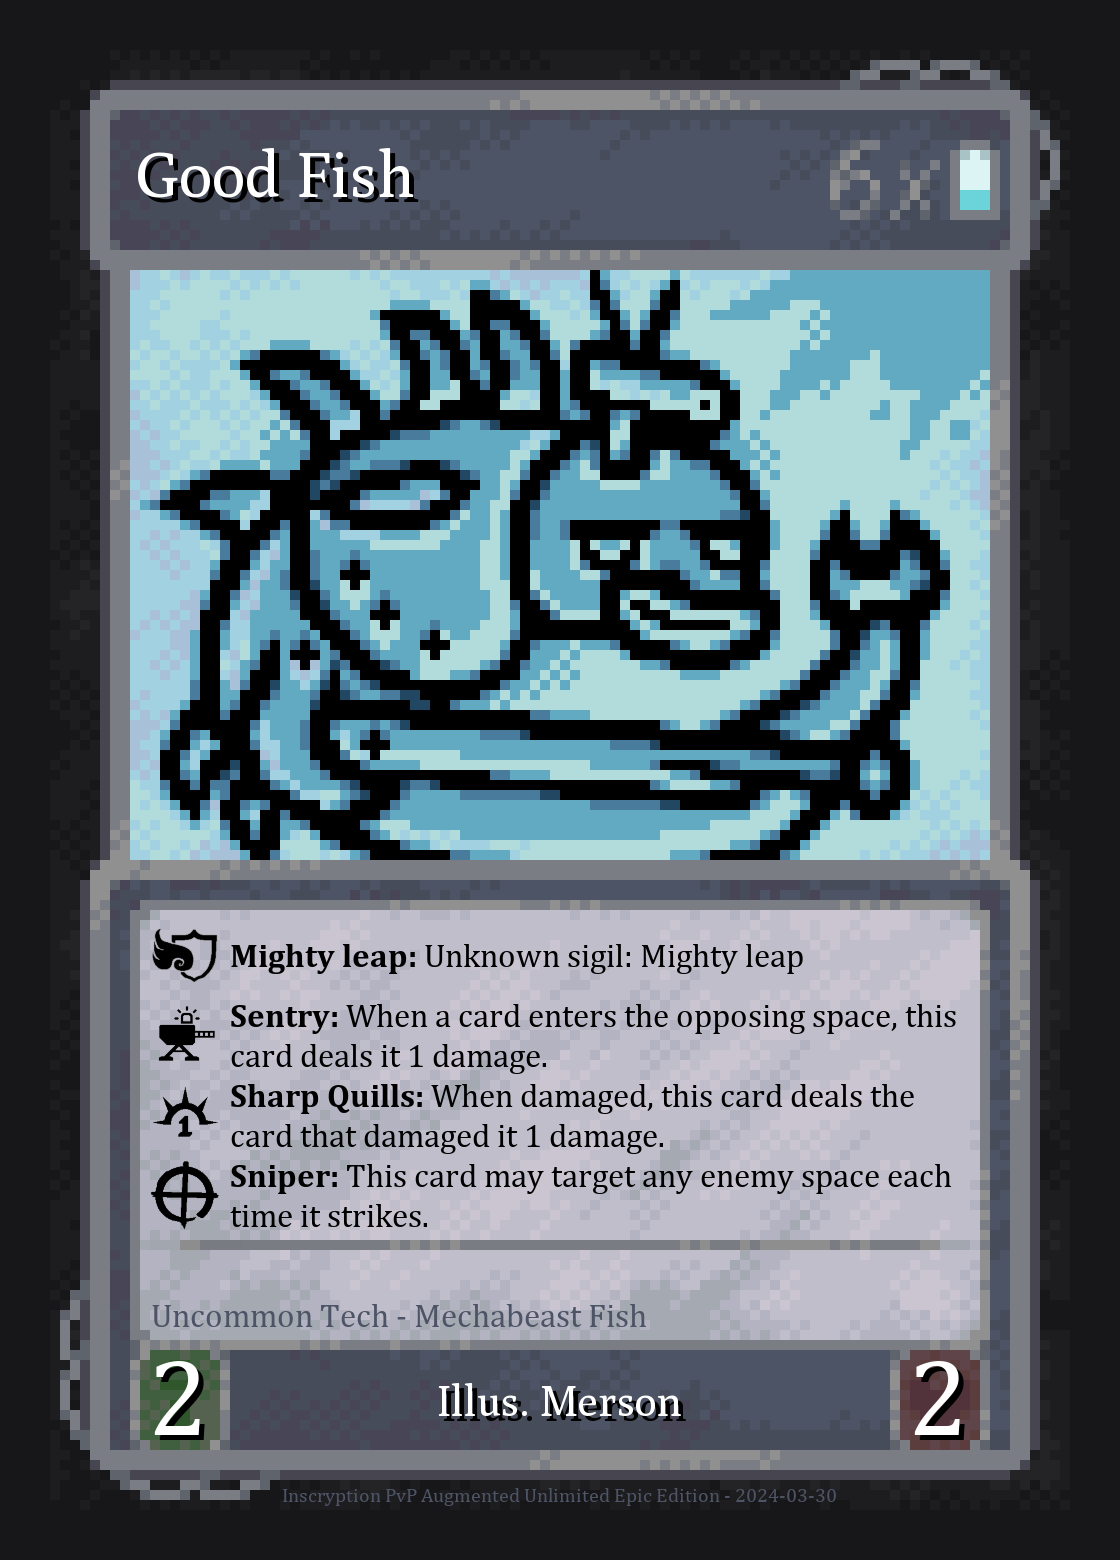 Good Fish 6x
Mighty leap: Unknown sigil: Mighty leap
Sentry: When a card enters the opposing space, this
card deals it 1 damage.
Sharp Quills: When damaged, this card deals the
card that damaged it 1 damage.
1
Sniper: This card may target any enemy space each
time it strikes.
Uncommon Tech - Mechabeast Fish
2 Illus. Merson 2
Inscryption PvP Augmented Unlimited Epic Edition - 2024-03-30